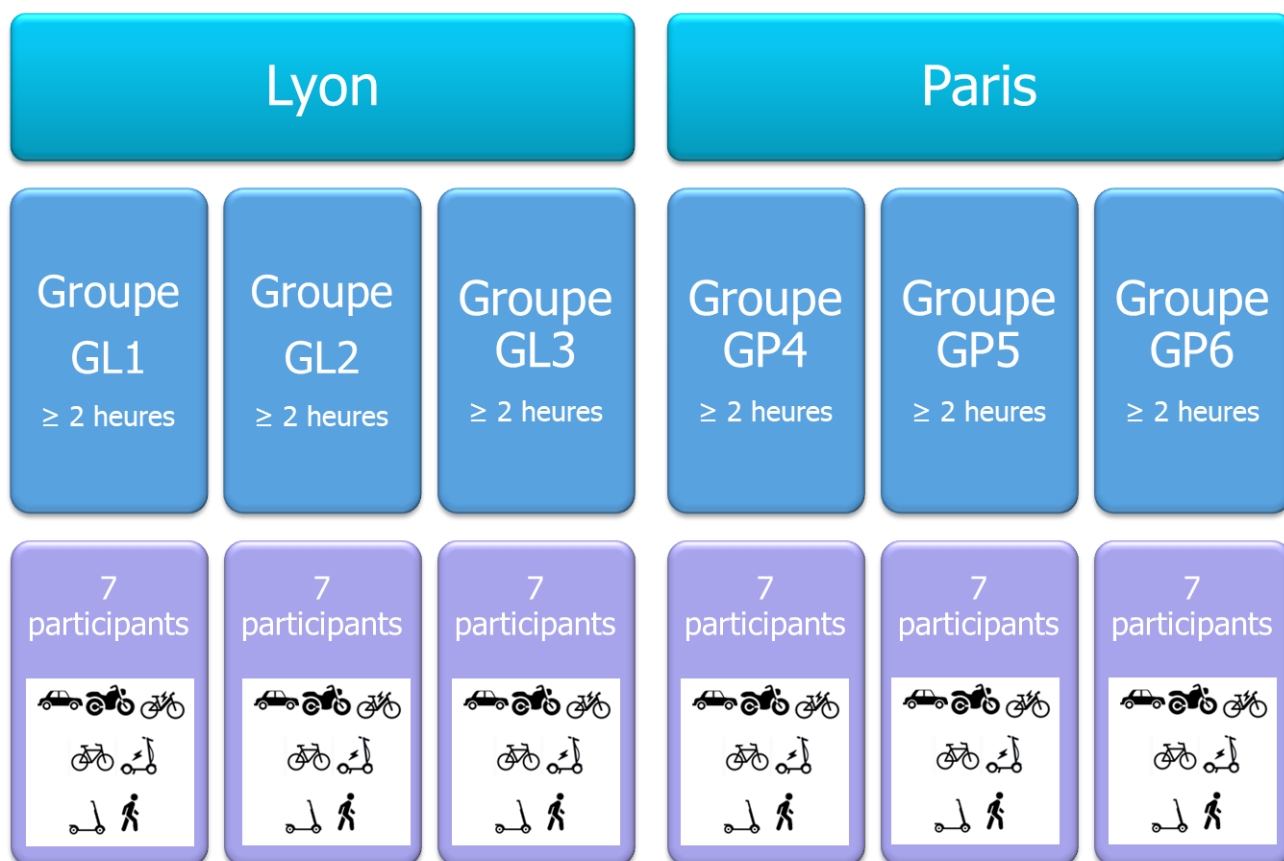 Lyon
Paris
Groupe
GL1
≥ 2 heures
Groupe
GL2
≥ 2 heures
Groupe
GL3
≥ 2 heures
Groupe
GP4
≥ 2 heures
Groupe
GP5
≥ 2 heures
Groupe
GP6
≥ 2 heures
7
participants
7
participants
7
participants
7
participants
7
participants
7
participants